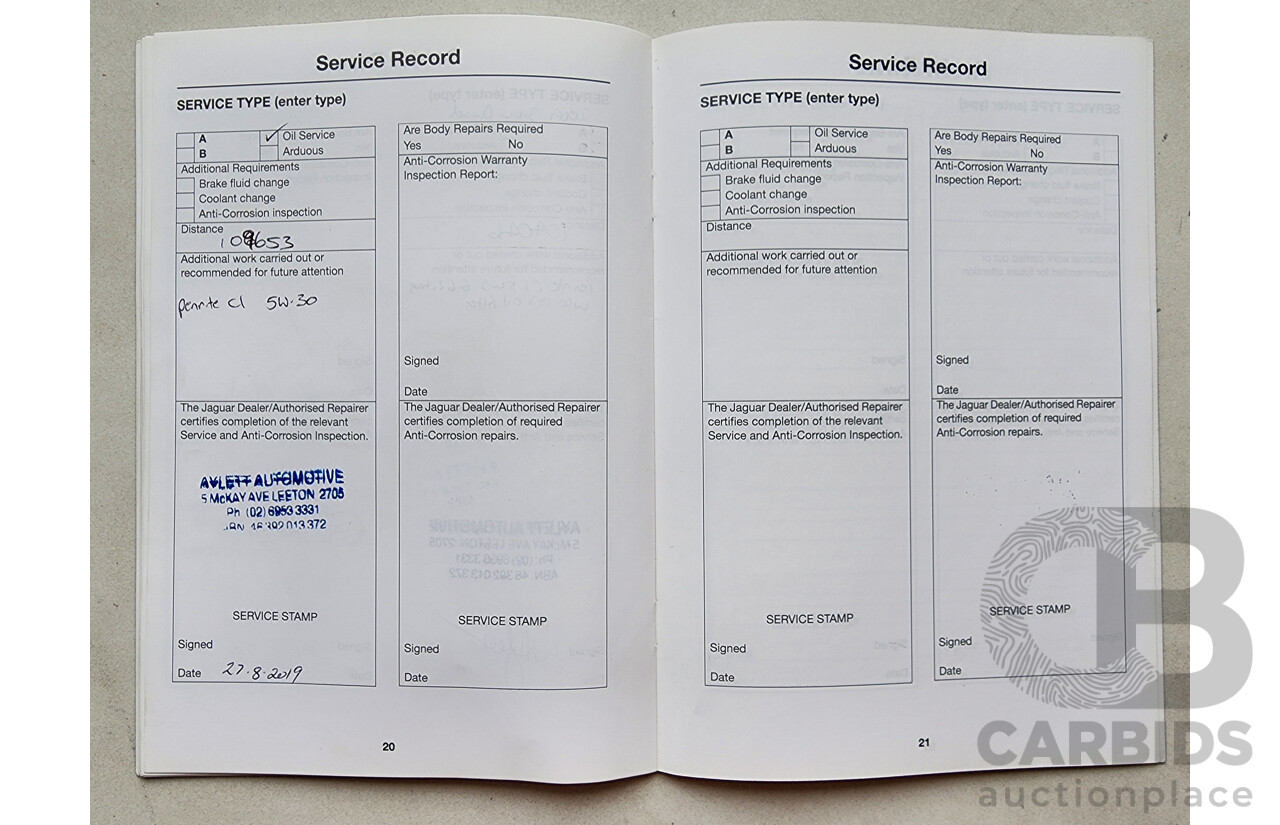 Service Record
SERVICE TYPE (enter type)
A
✓ Oil Service
B
Arduous
Additional Requirements
Brake fluid change
Coolant change
Anti-Corrosion inspection
Distance
109653
Additional work carried out or
recommended for future attention
5W-30
The Jaguar Dealer/Authorised Repairer
certifies completion of the relevant
Service and Anti-Corrosion Inspection.
AYLETT AUTOMOTIVE
5 McKAY AVE LEETON 2705
Ph (02) 6953 3331
SERVICE STAMP
Signed
Date 27.8.2019
Are Body Repairs Required
Yes No
Anti-Corrosion Warranty
Inspection Report:
Signed
Date
The Jaguar Dealer/Authorised Repairer
certifies completion of required
Anti-Corrosion repairs.
SERVICE STAMP
Signed
Date
20
Service Record
SERVICE TYPE (enter type)
A
Oil Service
B
Arduous
Additional Requirements
Brake fluid change
Coolant change
Anti-Corrosion inspection
Distance
Additional work carried out or
recommended for future attention
The Jaguar Dealer/Authorised Repairer
certifies completion of the relevant
Service and Anti-Corrosion Inspection.
SERVICE STAMP
Signed
Date
Are Body Repairs Required
Yes No
Anti-Corrosion Warranty
Inspection Report:
Signed
Date
The Jaguar Dealer/Authorised Repairer
certifies completion of required
Anti-Corrosion repairs.
SERVICE STAMP
Signed
Date
21
CB
CARBIDS
auctionplace